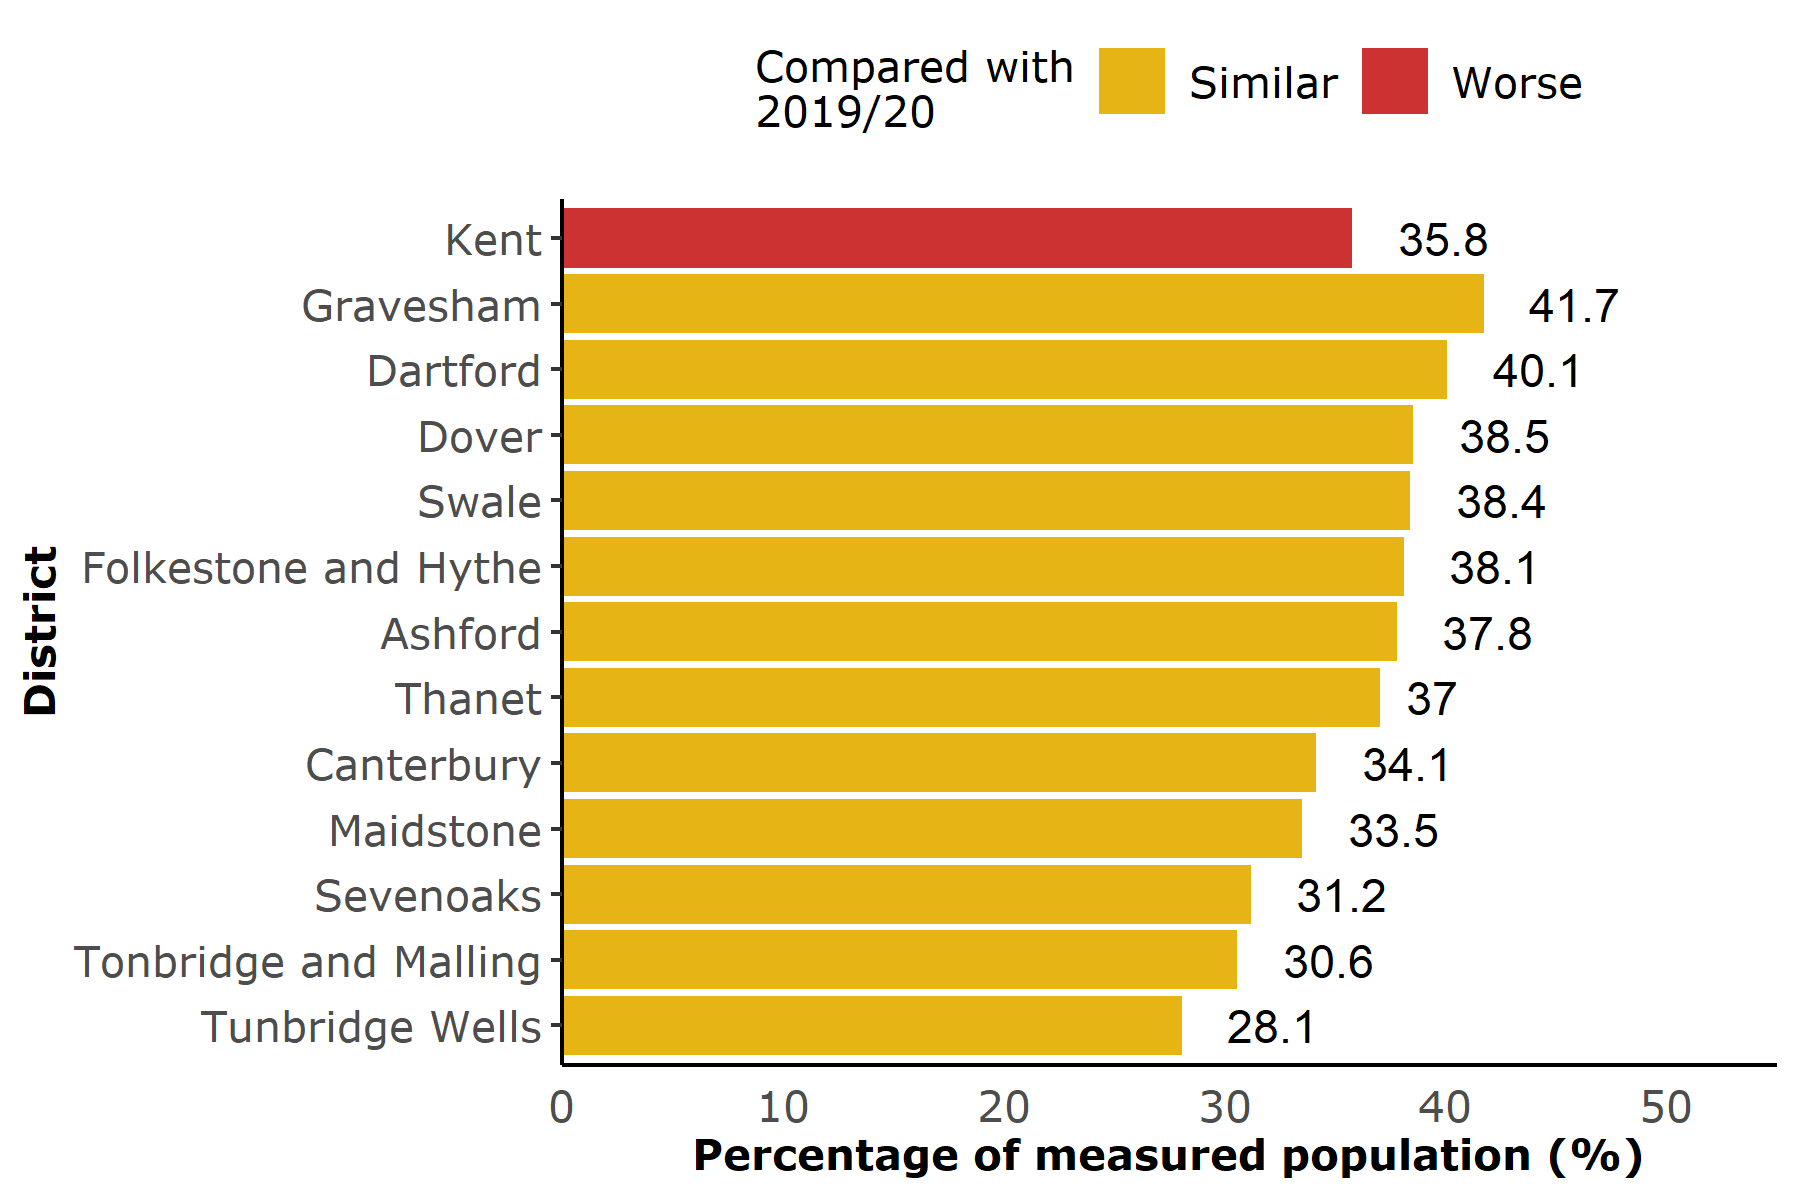 Compared with
2019/20
Similar
Worse
Kent 35.8
Gravesham 41.7
Dartford 40.1
Dover 38.5
Swale 38.4
Folkestone and Hythe 38.1
Ashford 37.8
Thanet 37
Canterbury 34.1
Maidstone 33.5
Sevenoaks 31.2
Tonbridge and Malling 30.6
Tunbridge Wells 28.1
District
0 10 20 30 40 50
Percentage of measured population (%)